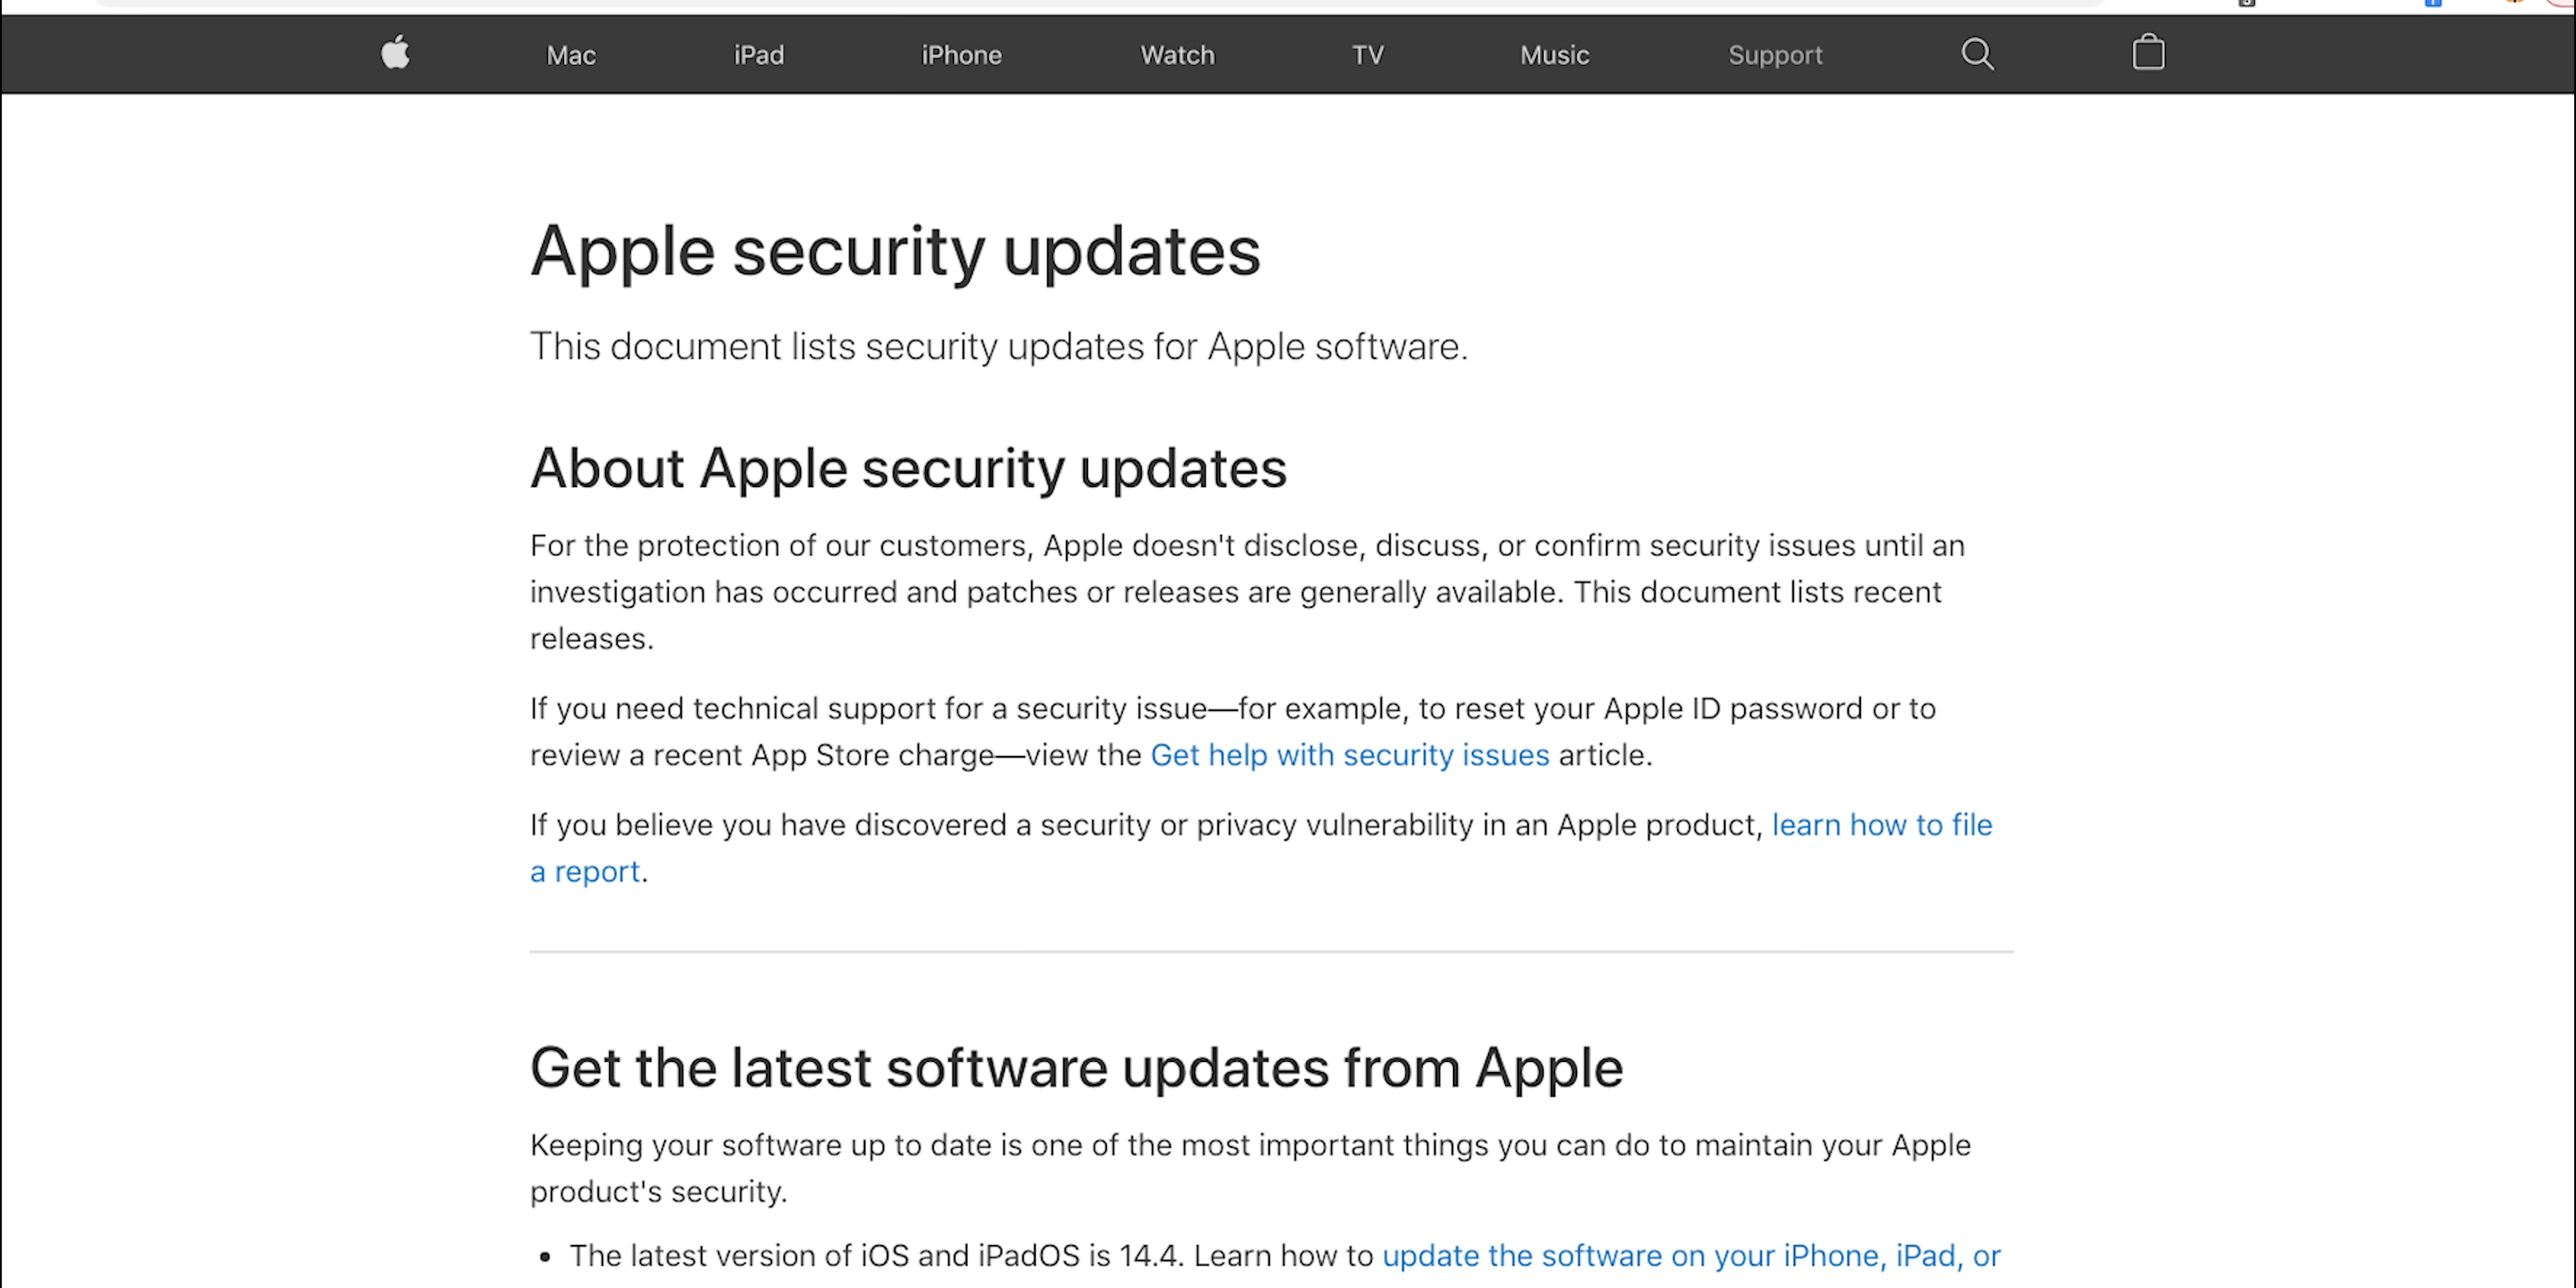 Mac iPad iPhone Watch TV Music Support
Apple security updates
This document lists security updates for Apple software.
About Apple security updates
For the protection of our customers, Apple doesn't disclose, discuss, or confirm security issues until an
investigation has occurred and patches or releases are generally available. This document lists recent
releases.
If you need technical support for a security issue—for example, to reset your Apple ID password or to
review a recent App Store charge—view the Get help with security issues article.
If you believe you have discovered a security or privacy vulnerability in an Apple product, learn how to file
a report.
Get the latest software updates from Apple
Keeping your software up to date is one of the most important things you can do to maintain your Apple
product's security.
• The latest version of iOS and iPadOS is 14.4. Learn how to update the software on your iPhone, iPad, or